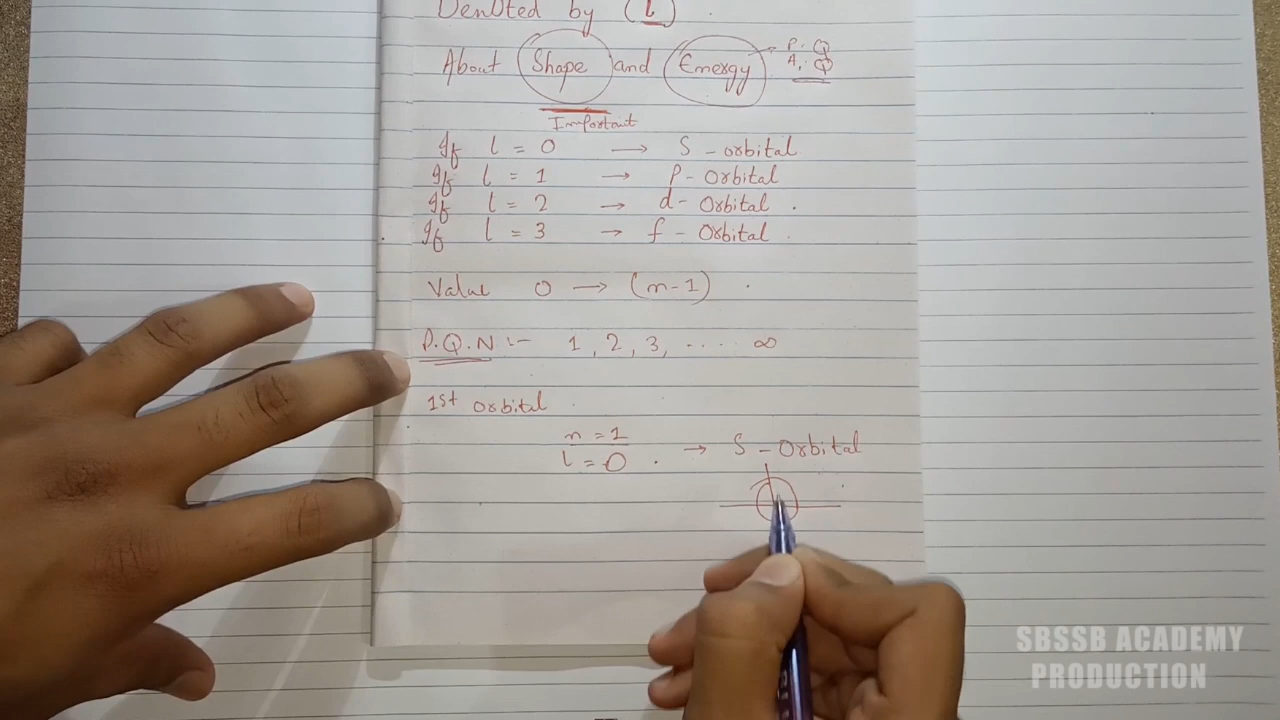 Denoted by (l) .
About Shape and Energy → P. Q
A. Q
Important
If l = 0 → S - orbital
If l = 1 → P - Orbital
If l = 2 → d - Orbital .
If l = 3 → f - Orbital .
Value 0 → (n-1) .
P.Q.N :- 1, 2, 3, ..... ∞
1st orbital .
n = 1
l = 0 . → S - Orbital
SBSSB ACADEMY
PRODUCTION